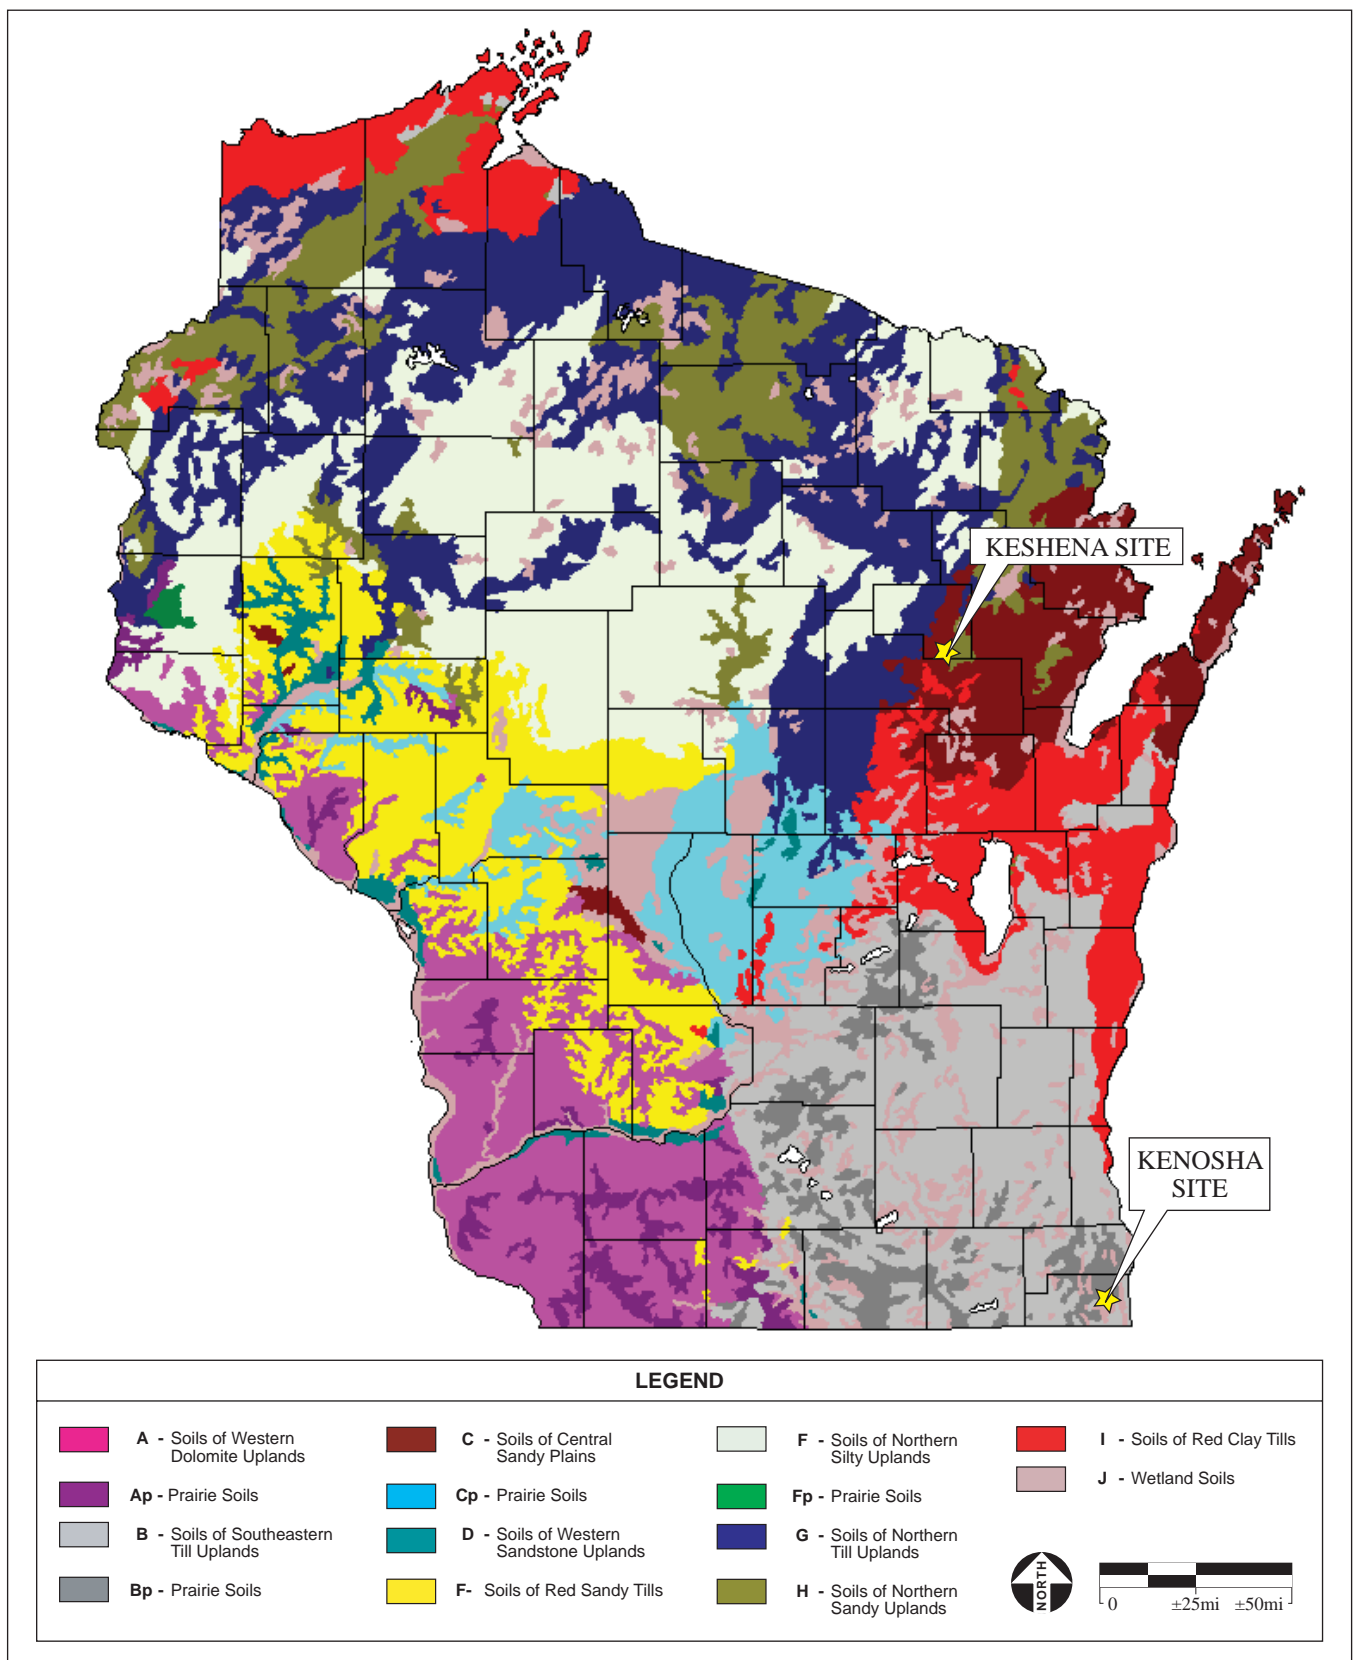 KESHENA SITE
KENOSHA
SITE
LEGEND
A - Soils of Western
Dolomite Uplands
Ap - Prairie Soils
B - Soils of Southeastern
Till Uplands
Bp - Prairie Soils
C - Soils of Central
Sandy Plains
Cp - Prairie Soils
D - Soils of Western
Sandstone Uplands
F- Soils of Red Sandy Tills
F - Soils of Northern
Silty Uplands
Fp - Prairie Soils
G - Soils of Northern
Till Uplands
H - Soils of Northern
Sandy Uplands
I - Soils of Red Clay Tills
J - Wetland Soils
NORTH
0 ±25mi ±50mi